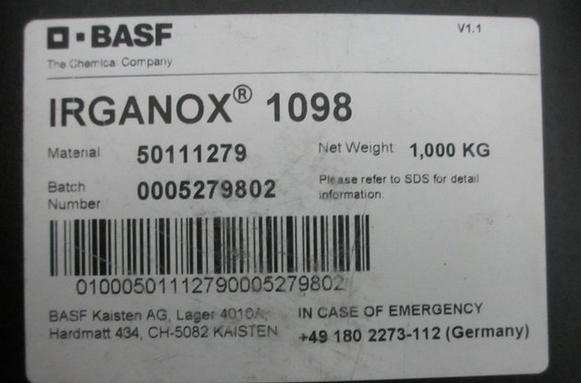 BASF
V1.1
The Chemical Company
IRGANOX® 1098
Material 50111279 Net Weight 1,000 KG
Batch Number 0005279802 Please refer to SDS for detail information.
01000501112790005279802
BASF Kaisten AG, Lager 4010A,
Hardmatt 434, CH-5082 KAISTEN
IN CASE OF EMERGENCY
+49 180 2273-112 (Germany)